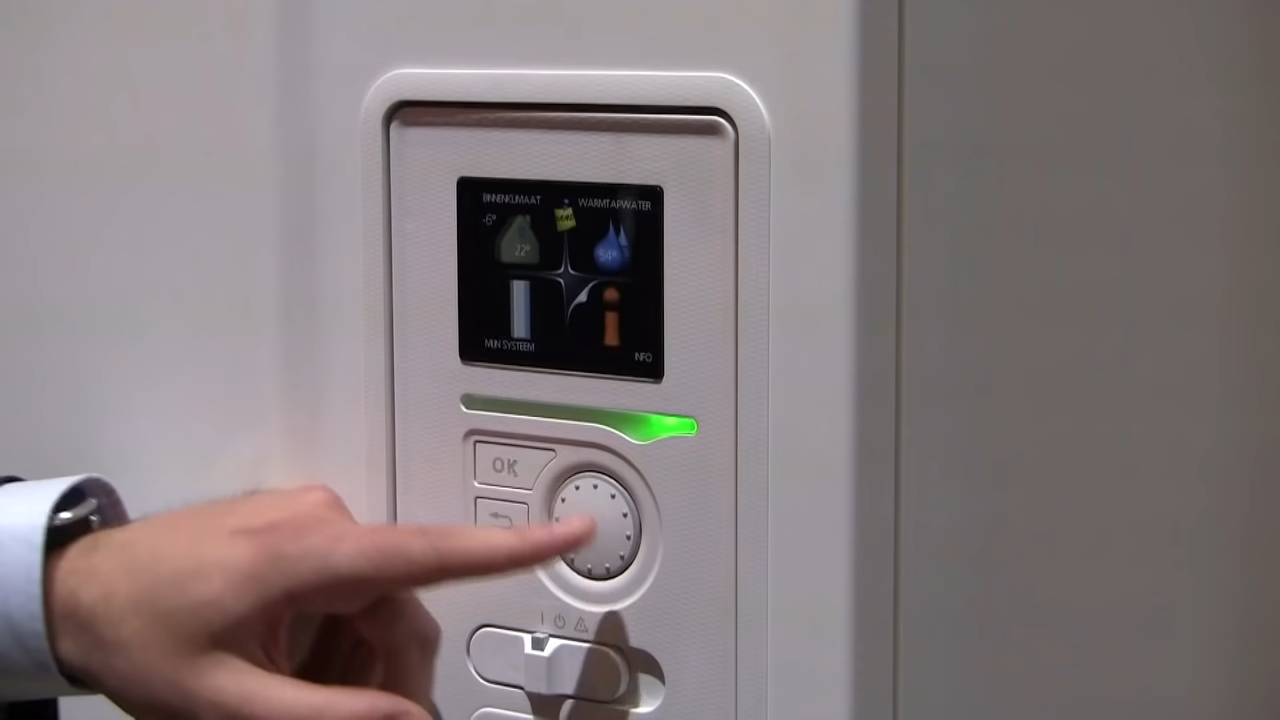 BINNENKLIMAAT
WARMTAPWATER
-6°
22°
54°
MIJN SYSTEEM
INFO
OK